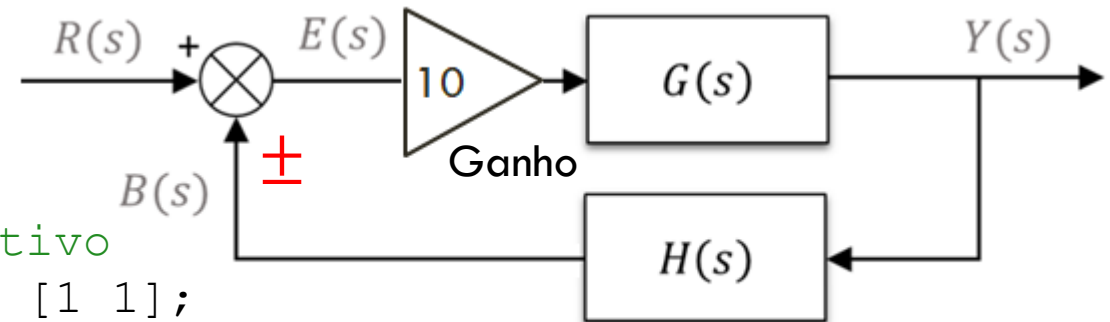 R(s) + E(s) 10 G(s) Y(s)
Ganho
±
B(s)
H(s)
tivo
[1 1];